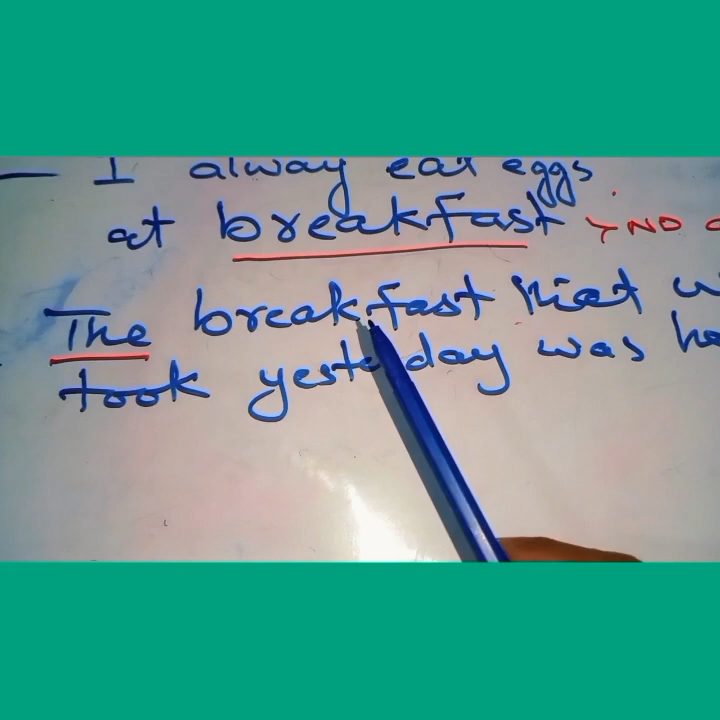 I alway eat eggs
at breakfast → NO
The breakfast that
took yesterday was